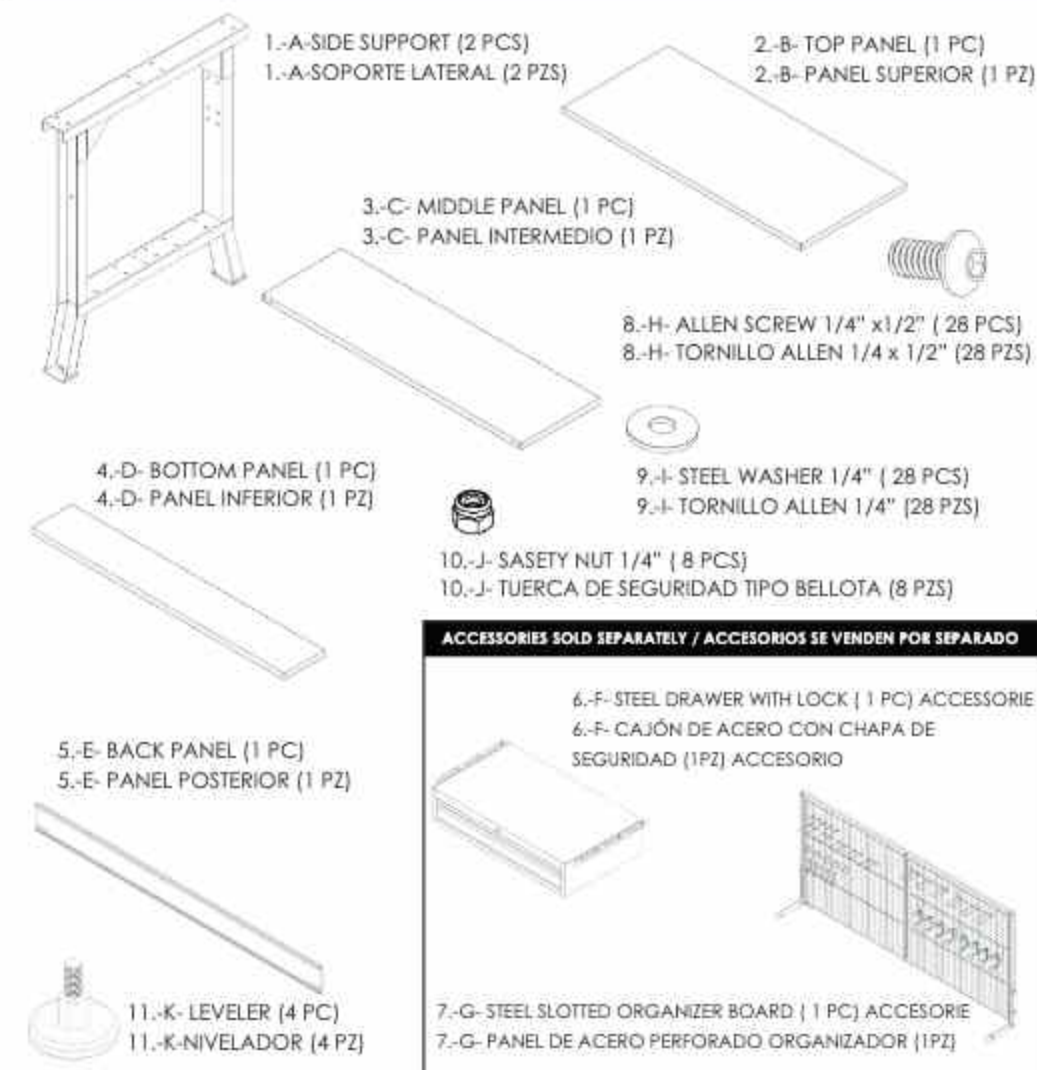 1.-A-SIDE SUPPORT (2 PCS)
1.-A-SOPORTE LATERAL (2 PZS)
2.-B- TOP PANEL (1 PC)
2.-B- PANEL SUPERIOR (1 PZ)
3.-C- MIDDLE PANEL (1 PC)
3.-C- PANEL INTERMEDIO (1 PZ)
8.-H- ALLEN SCREW 1/4" x1/2" ( 28 PCS)
8.-H- TORNILLO ALLEN 1/4 x 1/2" (28 PZS)
4.-D- BOTTOM PANEL (1 PC)
4.-D- PANEL INFERIOR (1 PZ)
9.-I- STEEL WASHER 1/4" ( 28 PCS)
9.-I- TORNILLO ALLEN 1/4" (28 PZS)
10.-J- SASETY NUT 1/4" ( 8 PCS)
10.-J- TUERCA DE SEGURIDAD TIPO BELLOTA (8 PZS)
ACCESSORIES SOLD SEPARATELY / ACCESORIOS SE VENDEN POR SEPARADO
6.-F- STEEL DRAWER WITH LOCK ( 1 PC) ACCESSORIE
6.-F- CAJÓN DE ACERO CON CHAPA DE
SEGURIDAD (1PZ) ACCESORIO
5.-E- BACK PANEL (1 PC)
5.-E- PANEL POSTERIOR (1 PZ)
11.-K- LEVELER (4 PC)
11.-K-NIVELADOR (4 PZ)
7.-G- STEEL SLOTTED ORGANIZER BOARD ( 1 PC) ACCESORIE
7.-G- PANEL DE ACERO PERFORADO ORGANIZADOR (1PZ)